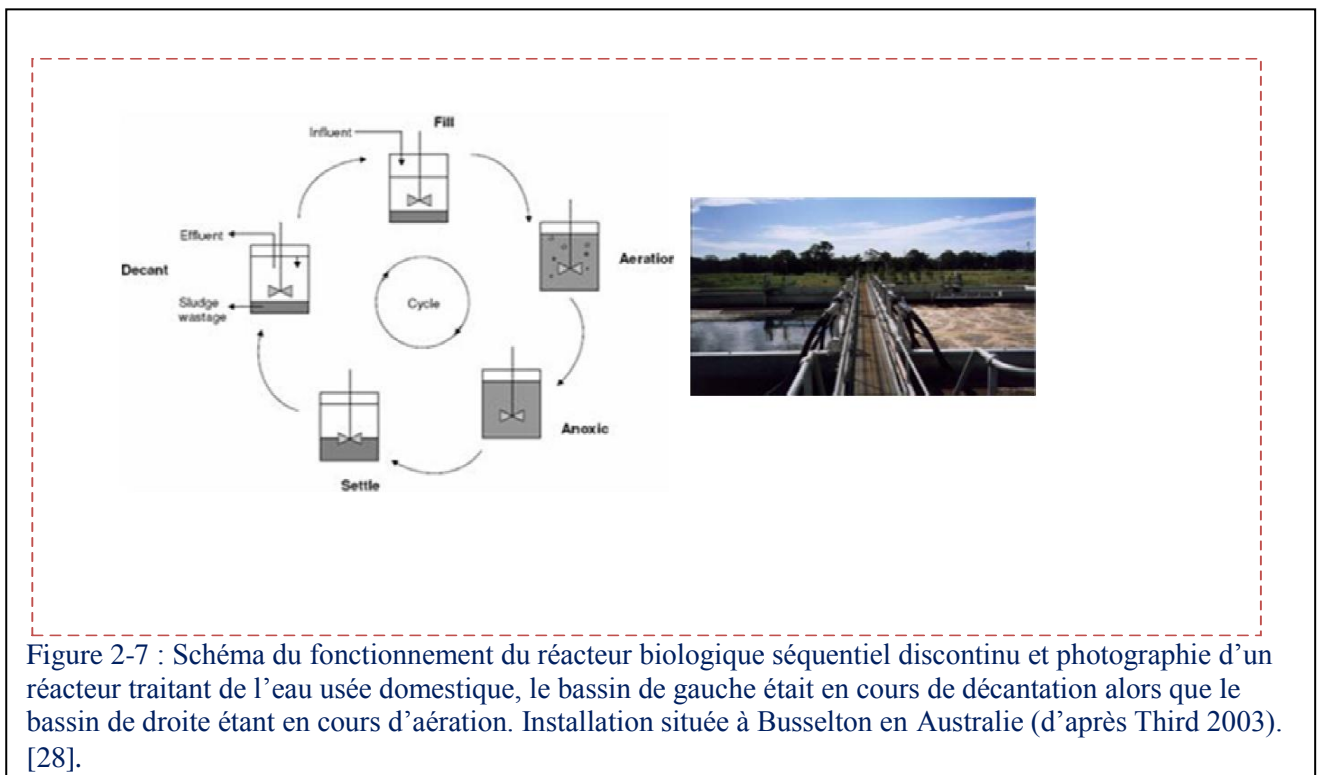 Fill
Influent
Aeratior
Effluent
Decant
Cycle
Sludge
wastage
Anoxic
Settle
Figure 2-7 : Schéma du fonctionnement du réacteur biologique séquentiel discontinu et photographie d’un
réacteur traitant de l’eau usée domestique, le bassin de gauche était en cours de décantation alors que le
bassin de droite étant en cours d’aération. Installation située à Busselton en Australie (d’après Third 2003).
[28].